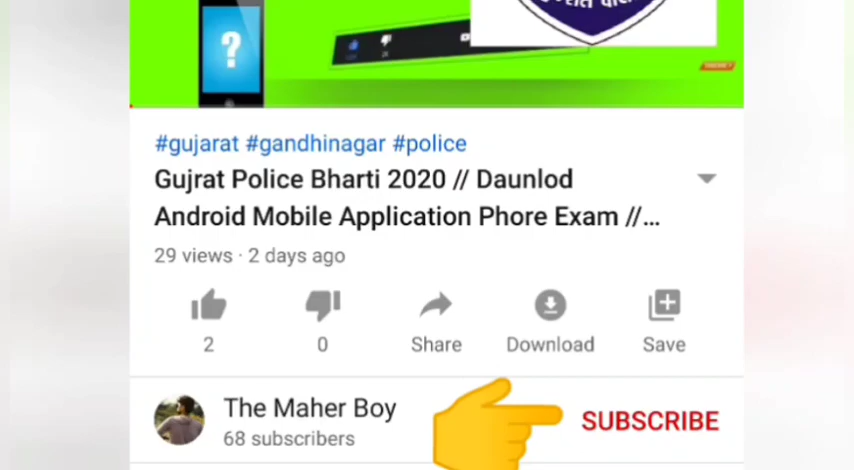 ?
#gujarat #gandhinagar #police
Gujrat Police Bharti 2020 // Daunlod
Android Mobile Application Phore Exam //...
29 views · 2 days ago
2
0
Share
Download
Save
The Maher Boy
68 subscribers
SUBSCRIBE